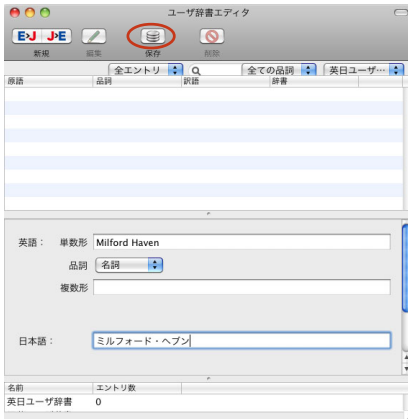 ユーザ辞書エディタ
E›J J›E
新規 編集 保存 削除
全エントリ 全ての品詞 英日ユーザ…
原語 品詞 訳語 辞書
英語： 単数形 Milford Haven
品詞 名詞
複数形
日本語： ミルフォード・ヘブン
名前 エントリ数
英日ユーザ辞書 0